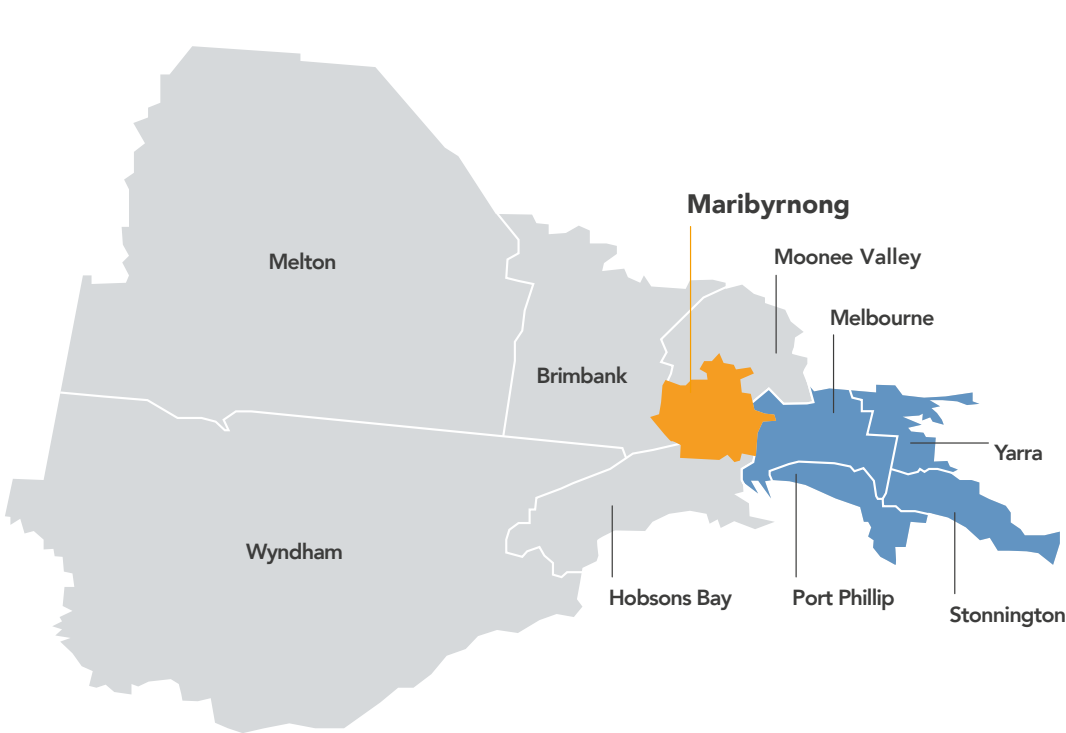 Maribyrnong
Moonee Valley
Melton
Melbourne
Brimbank
Yarra
Wyndham
Hobsons Bay
Port Phillip
Stonnington